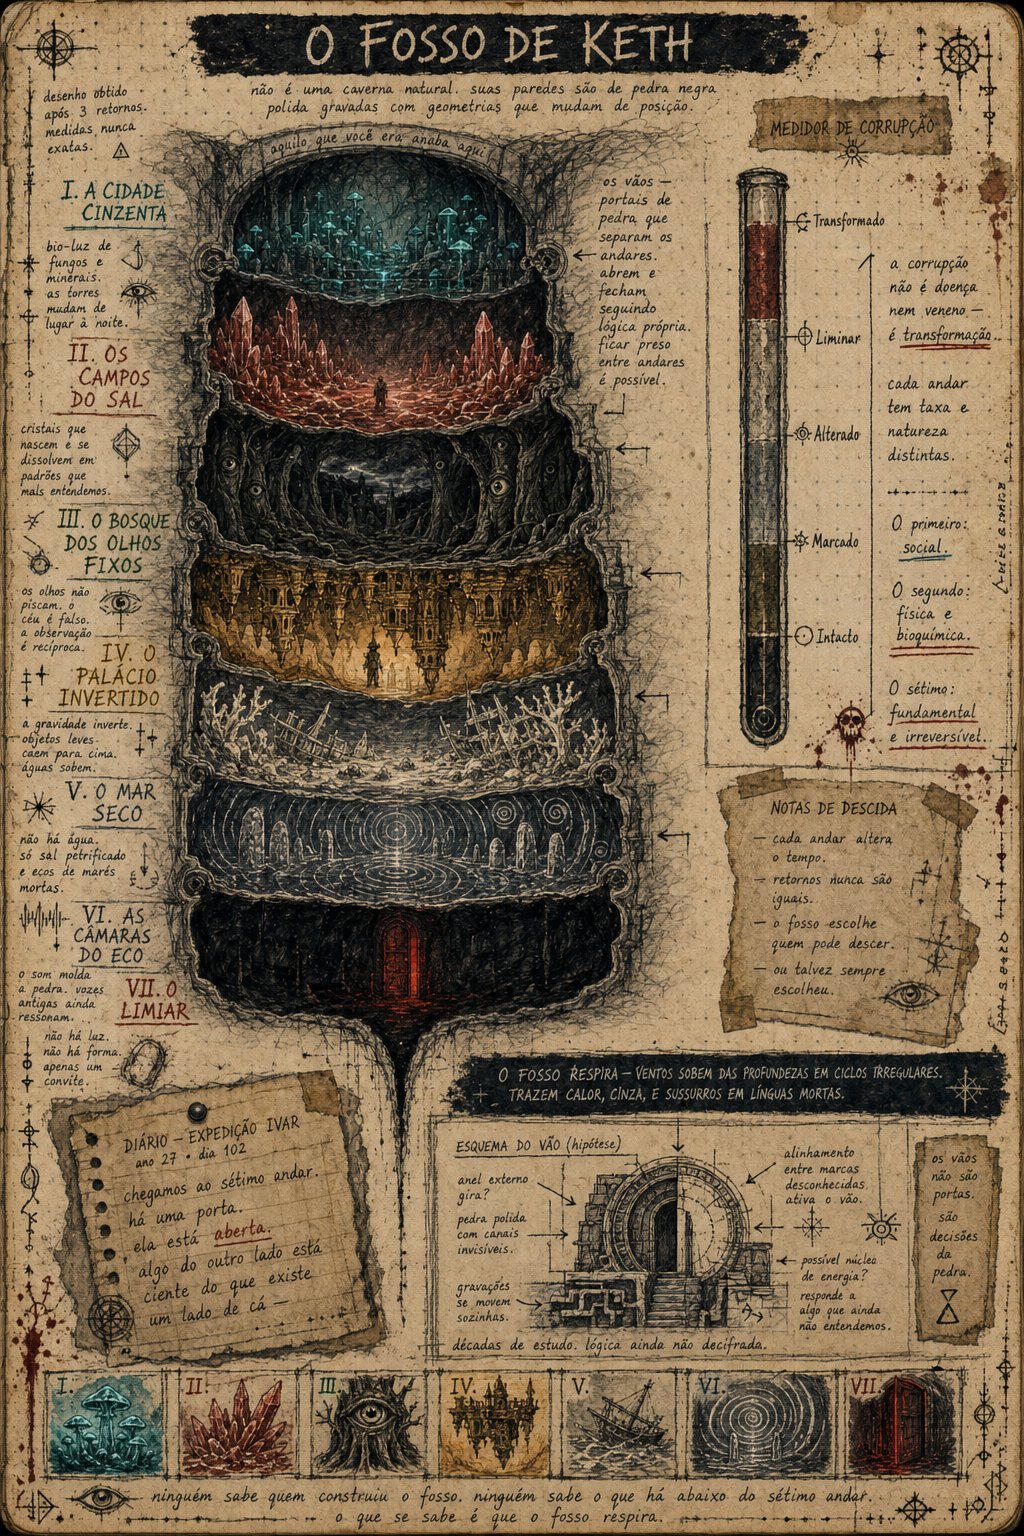 O FOSSO DE KETH
não é uma caverna natural. suas paredes são de pedra negra
polida gravadas com geometrias que mudam de posição.
desenho obtido
após 3 retornos.
medidas nunca
exatas.
aquilo que você era anaba aqui
I. A CIDADE
CINZENTA
bio-luz de
fungos e
minerais.
as torres
mudam de
lugar à noite.
II. OS
CAMPOS
DO SAL
cristais que
nascem e se
dissolvem em
padrões que
mais entendemos.
III. O BOSQUE
DOS OLHOS
FIXOS
os olhos não
piscam. o
céu é falso.
a observação
é recíproca.
IV. O
PALÁCIO
INVERTIDO
a gravidade inverte.
objetos leves
caem para cima.
águas sobem.
V. O MAR
SECO
não há água.
só sal petrificado
e ecos de marés
mortas.
VI. AS
CÂMARAS
DO ECO
o som molda
a pedra. vozes
antigas ainda
ressonam.
VII. O
LIMIAR
não há luz.
não há forma.
apenas um
convite.
os vãos —
portais de
pedra que
separam os
andares.
abrem e
fecham
seguindo
lógica própria.
ficar preso
entre andares
é possível.
MEDIDOR DE CORRUPÇÃO
Transformado
Liminar
Alterado
Marcado
Intacto
a corrupção
não é doença
nem veneno —
é transformação.
cada andar
tem taxa e
natureza
distintas.
O primeiro:
social.
O segundo:
física e
bioquímica.
O sétimo:
fundamental
e irreversível.
NOTAS DE DESCIDA
— cada andar altera
o tempo.
— retornos nunca são
iguais.
— o fosso escolhe
quem pode descer.
— ou talvez sempre
escolheu.
O FOSSO RESPIRA — VENTOS SOBEM DAS PROFUNDEZAS EM CICLOS IRREGULARES.
TRAZEM CALOR, CINZA, E SUSSURROS EM LÍNGUAS MORTAS.
DIÁRIO — EXPEDIÇÃO IVAR
ano 27 • dia 102
chegamos ao sétimo andar.
há uma porta.
ela está aberta.
algo do outro lado está
ciente do que existe
um lado de cá —
ESQUEMA DO VÃO (hipótese)
anel externo
gira?
pedra polida
com canais
invisíveis.
gravações
se movem
sozinhas.
alinhamento
entre marcas
desconhecidas
ativa o vão.
possível núcleo
de energia?
responde a
algo que ainda
não entendemos.
décadas de estudo. lógica ainda não decifrada.
os vãos
não são
portas.
são
decisões
da
pedra.
I.
II.
III.
IV.
V.
VI.
VII.
ninguém sabe quem construiu o fosso. ninguém sabe o que há abaixo do sétimo andar.
o que se sabe é que o fosso respira.